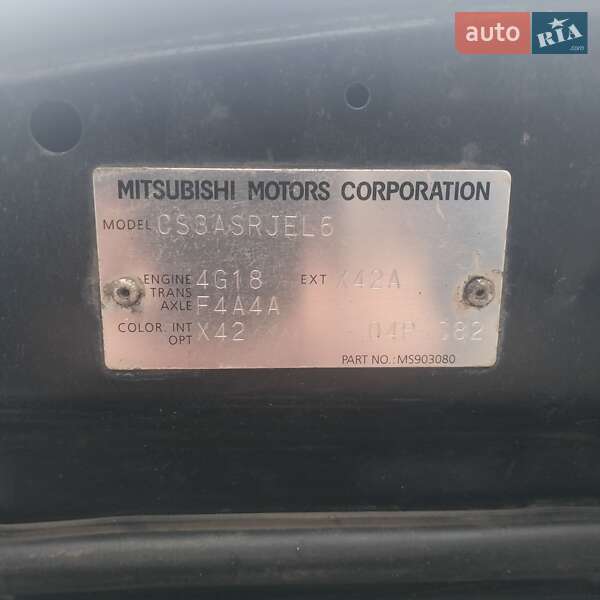 auto RIA.com
MITSUBISHI MOTORS CORPORATION
MODEL CS3ASRJEL6
ENGINE 4G18 EXT X42A
TRANS
AXLE F4A4A
COLOR. INT X42
OPT
PART NO.: MS903080